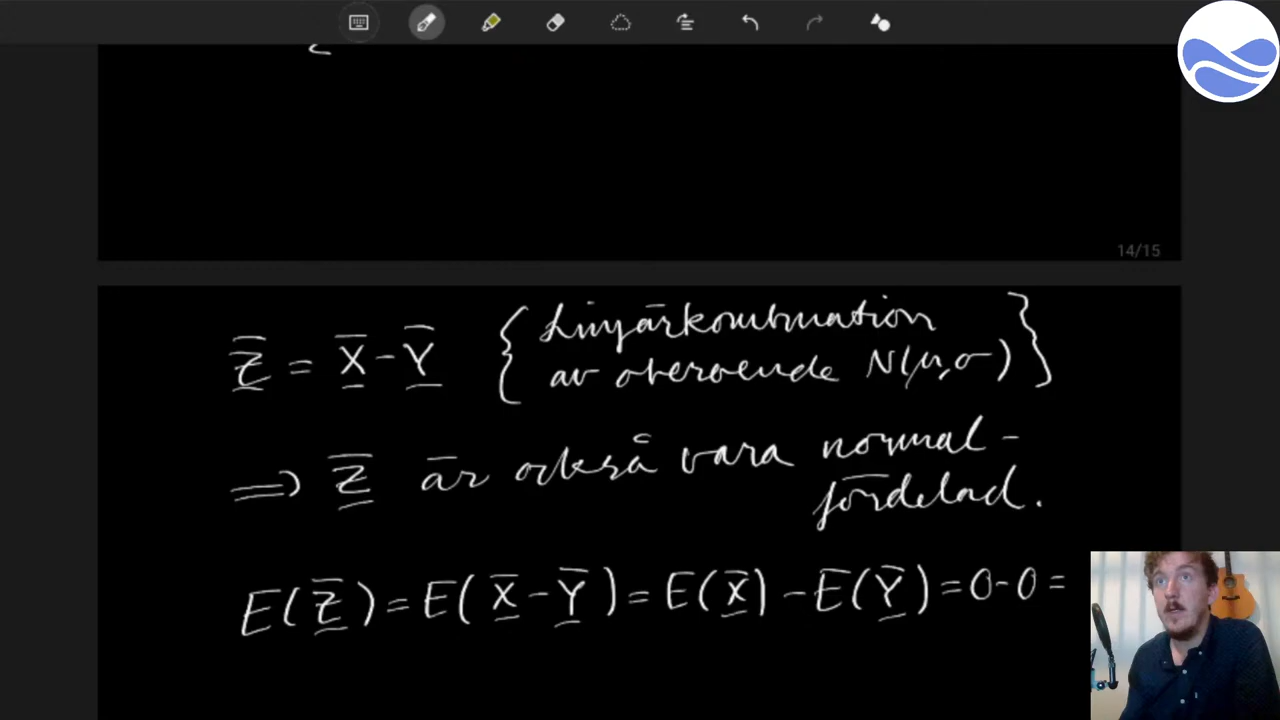 14/15
Z = X - Y { Linjärkombination
av oberoende N(μ,σ) }
⟹ Z är också vara normal-
fördelad.
E(Z) = E(X - Y) = E(X) - E(Y) = 0 - 0 =